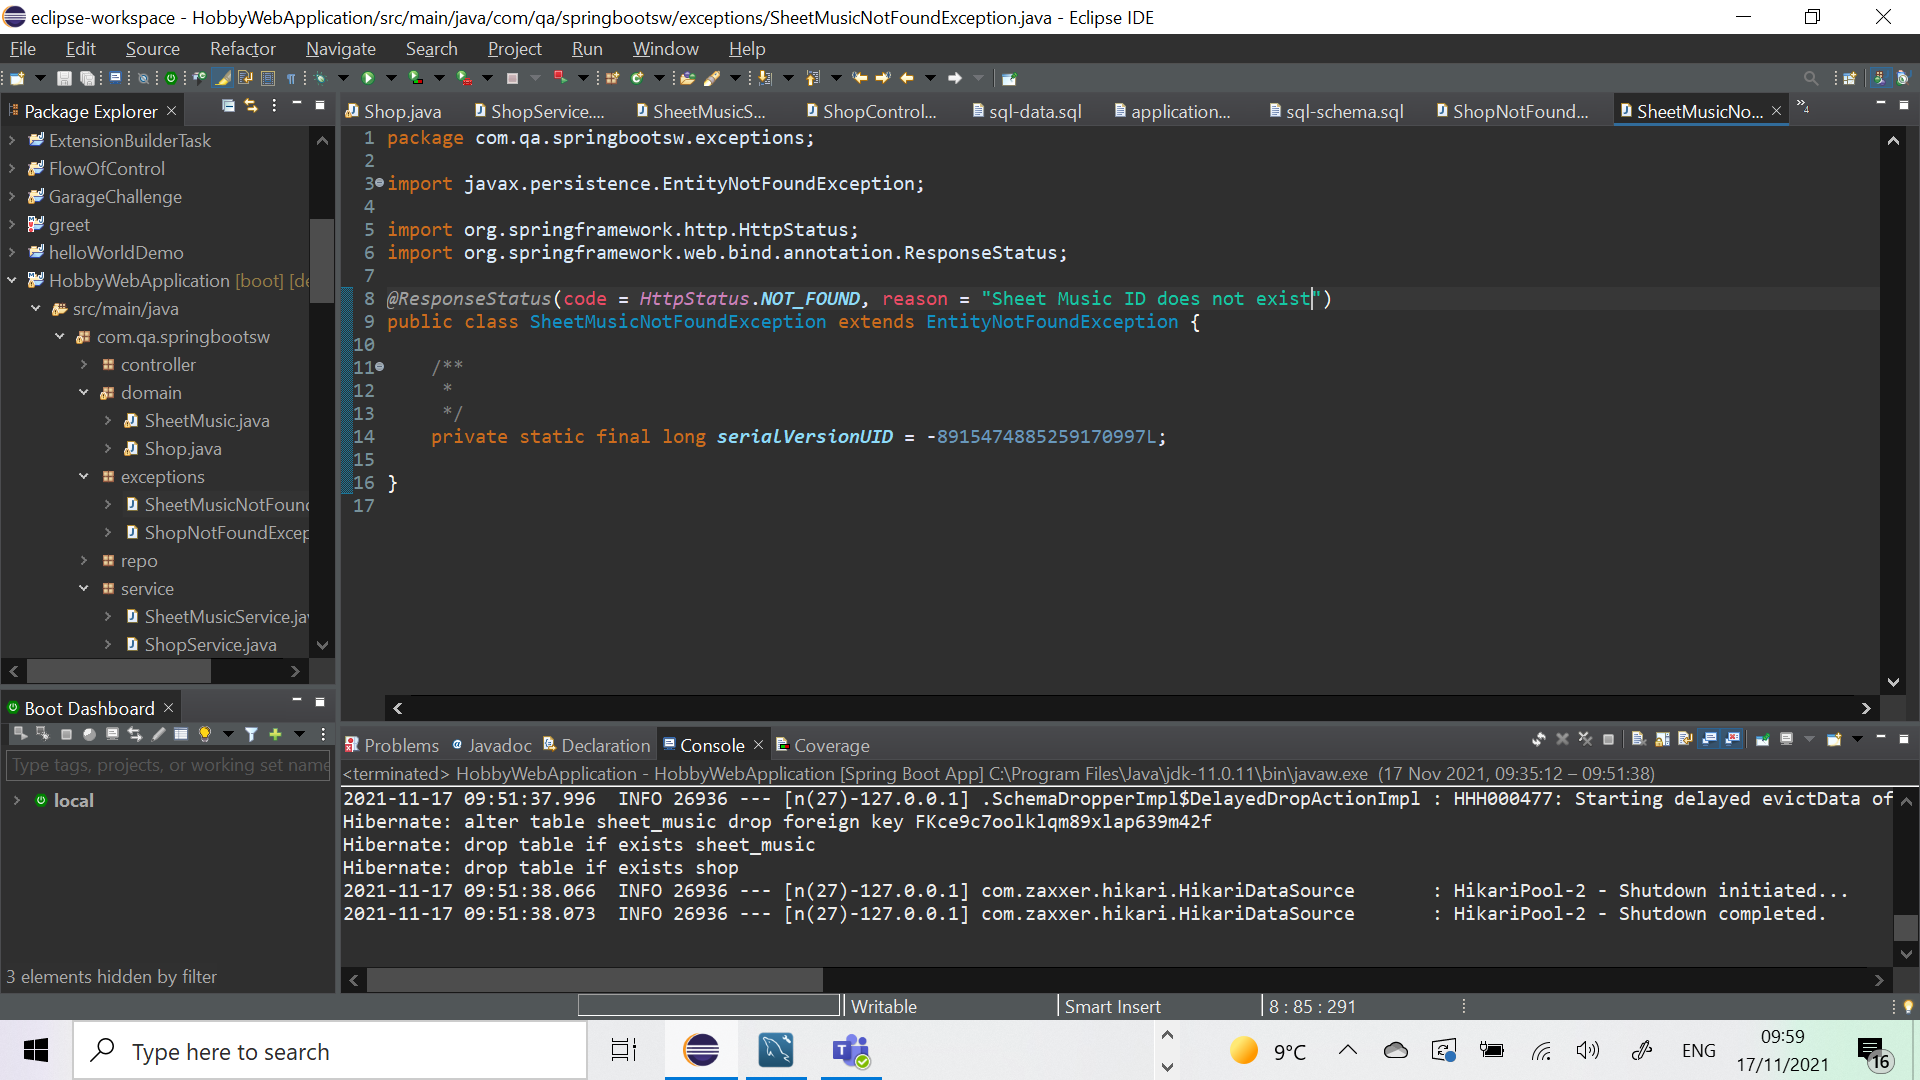 eclipse-workspace - HobbyWebApplication/src/main/java/com/qa/springbootsw/exceptions/SheetMusicNotFoundException.java - Eclipse IDE
File Edit Source Refactor Navigate Search Project Run Window Help
Package Explorer
Shop.java ShopService.... SheetMusicS... ShopControl... sql-data.sql application... sql-schema.sql ShopNotFound... SheetMusicNo... »4
ExtensionBuilderTask
FlowOfControl
GarageChallenge
greet
helloWorldDemo
HobbyWebApplication [boot] [de
src/main/java
com.qa.springbootsw
controller
domain
SheetMusic.java
Shop.java
exceptions
SheetMusicNotFound
ShopNotFoundExcep
repo
service
SheetMusicService.jav
ShopService.java
1 package com.qa.springbootsw.exceptions;
2
3 import javax.persistence.EntityNotFoundException;
4
5 import org.springframework.http.HttpStatus;
6 import org.springframework.web.bind.annotation.ResponseStatus;
7
8 @ResponseStatus(code = HttpStatus.NOT_FOUND, reason = "Sheet Music ID does not exist")
9 public class SheetMusicNotFoundException extends EntityNotFoundException {
10
11 /**
12 *
13 */
14 private static final long serialVersionUID = -8915474885259170997L;
15
16 }
17
Boot Dashboard
Type tags, projects, or working set name
local
3 elements hidden by filter
Problems @ Javadoc Declaration Console Coverage
<terminated> HobbyWebApplication - HobbyWebApplication [Spring Boot App] C:\Program Files\Java\jdk-11.0.11\bin\javaw.exe (17 Nov 2021, 09:35:12 – 09:51:38)
2021-11-17 09:51:37.996 INFO 26936 --- [n(27)-127.0.0.1] .SchemaDropperImpl$DelayedDropActionImpl : HHH000477: Starting delayed evictData of
Hibernate: alter table sheet_music drop foreign key FKce9c7oolklqm89xlap639m42f
Hibernate: drop table if exists sheet_music
Hibernate: drop table if exists shop
2021-11-17 09:51:38.066 INFO 26936 --- [n(27)-127.0.0.1] com.zaxxer.hikari.HikariDataSource : HikariPool-2 - Shutdown initiated...
2021-11-17 09:51:38.073 INFO 26936 --- [n(27)-127.0.0.1] com.zaxxer.hikari.HikariDataSource : HikariPool-2 - Shutdown completed.
Writable Smart Insert 8 : 85 : 291
Type here to search
9°C
ENG
09:59
17/11/2021
16